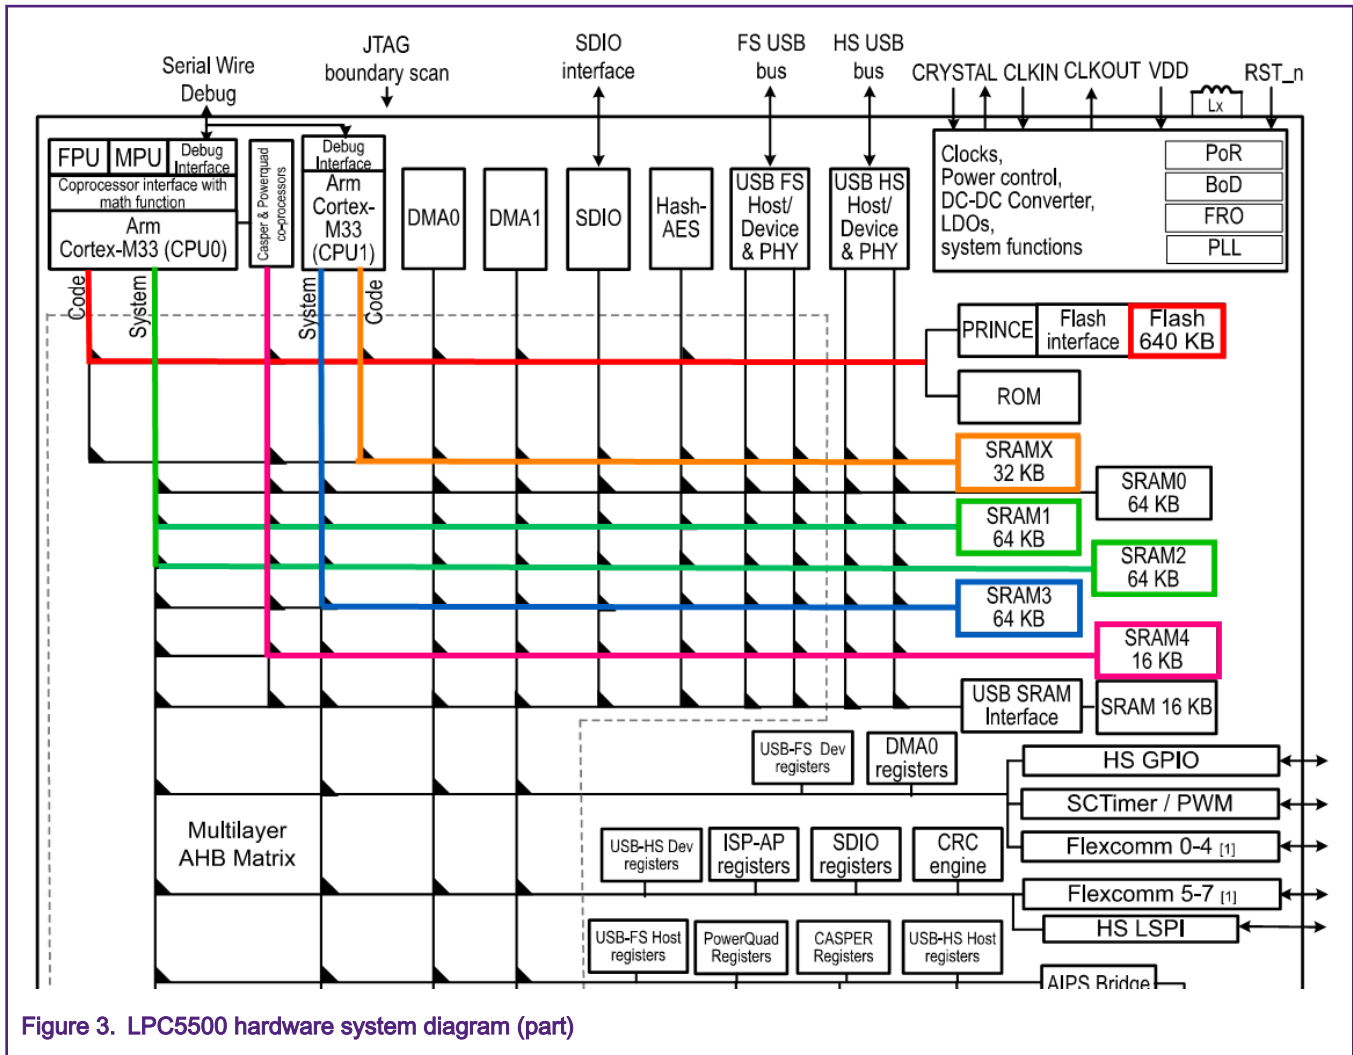 Serial Wire
Debug
JTAG
boundary scan
SDIO
interface
FS USB
bus
HS USB
bus
CRYSTAL
CLKIN
CLKOUT
VDD
Lx
RST_n
FPU
MPU
Debug
Interface
Coprocessor interface with
math function
Arm
Cortex-M33 (CPU0)
Casper & Powerquad
co-processors
Debug
Interface
Arm
Cortex-
M33
(CPU1)
DMA0
DMA1
SDIO
Hash-
AES
USB FS
Host/
Device
& PHY
USB HS
Host/
Device
& PHY
Clocks,
Power control,
DC-DC Converter,
LDOs,
system functions
PoR
BoD
FRO
PLL
Code
System
System
Code
PRINCE
Flash
interface
Flash
640 KB
ROM
SRAMX
32 KB
SRAM0
64 KB
SRAM1
64 KB
SRAM2
64 KB
SRAM3
64 KB
SRAM4
16 KB
USB SRAM
Interface
SRAM 16 KB
USB-FS Dev
registers
DMA0
registers
HS GPIO
SCTimer / PWM
Flexcomm 0-4 [1]
Multilayer
AHB Matrix
USB-HS Dev
registers
ISP-AP
registers
SDIO
registers
CRC
engine
Flexcomm 5-7 [1]
HS LSPI
USB-FS Host
registers
PowerQuad
Registers
CASPER
Registers
USB-HS Host
registers
AIPS Bridge
Figure 3. LPC5500 hardware system diagram (part)